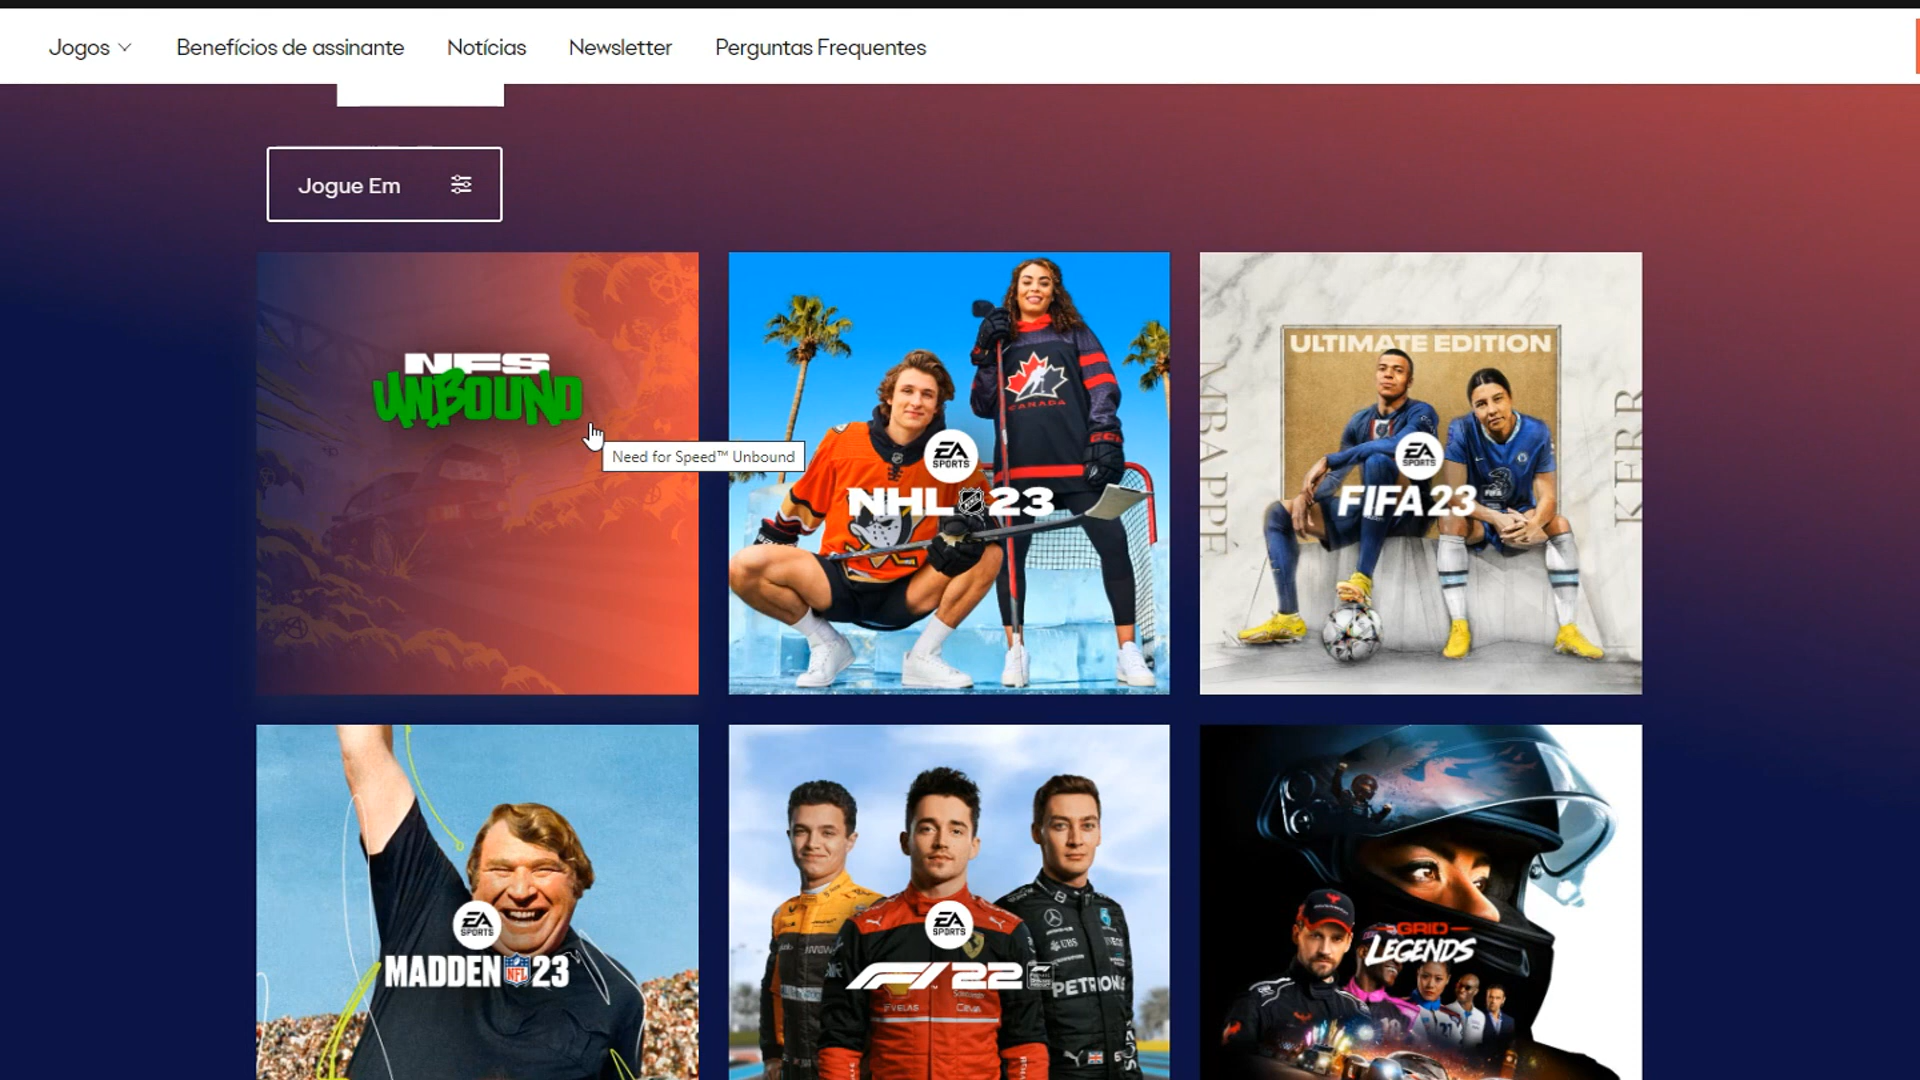 Jogos
Benefícios de assinante
Notícias
Newsletter
Perguntas Frequentes
Jogue Em
NFS
UNBOUND
Need for Speed™ Unbound
CANADA
EA
SPORTS
NHL 23
ULTIMATE EDITION
MBAPPÉ
KERR
EA
SPORTS
FIFA 23
EA
SPORTS
MADDEN NFL 23
EA
SPORTS
F1 22
PETRONAS
UBS
GRID
LEGENDS